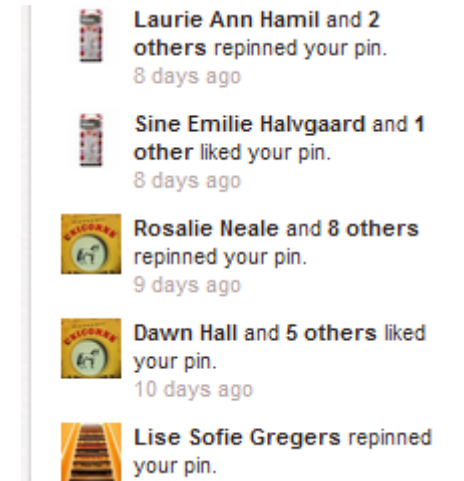 Laurie Ann Hamil and 2
others repinned your pin.
8 days ago
Sine Emilie Halvgaard and 1
other liked your pin.
8 days ago
UNICORNS
Rosalie Neale and 8 others
repinned your pin.
9 days ago
UNICORNS
Dawn Hall and 5 others liked
your pin.
10 days ago
Lise Sofie Gregers repinned
your pin.